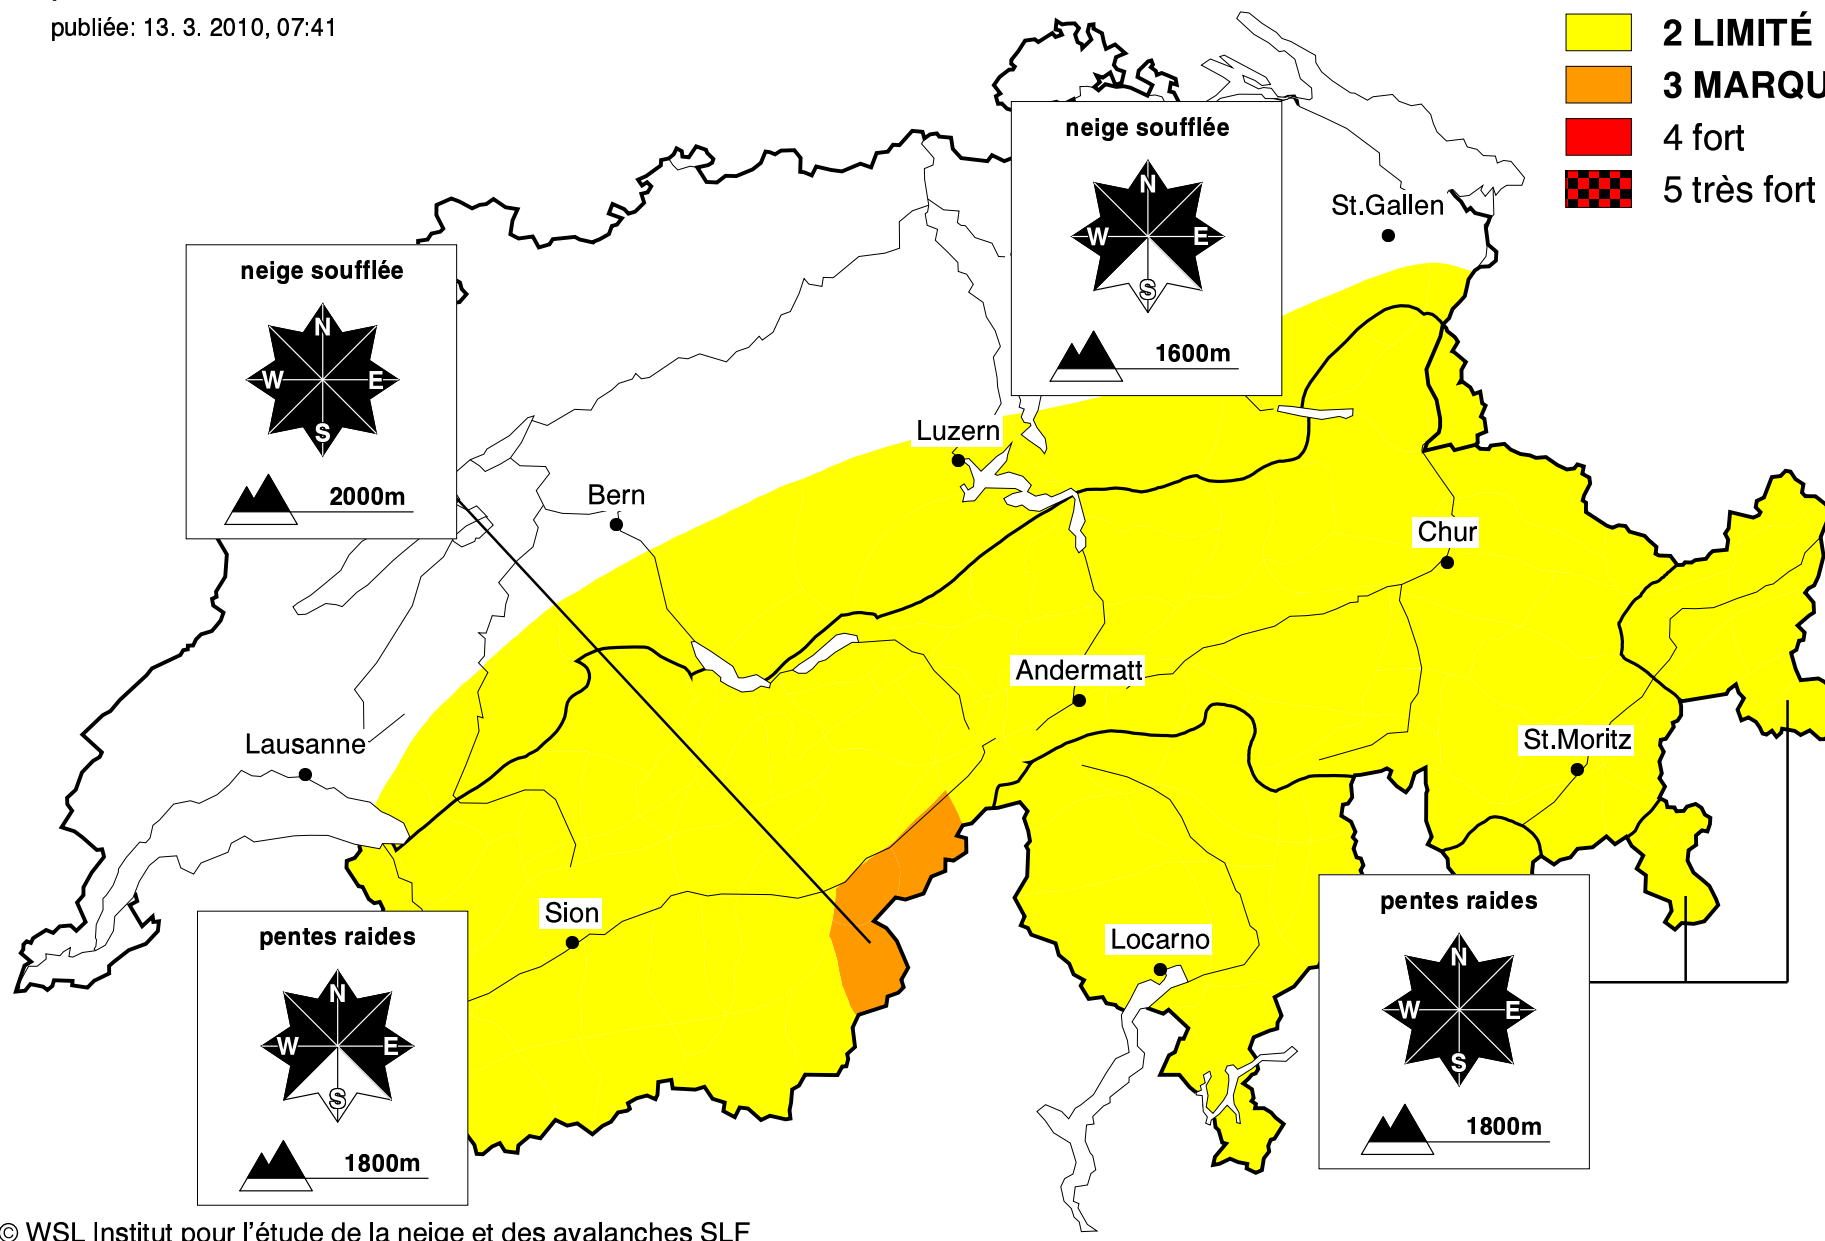 publiée: 13. 3. 2010, 07:41
2 LIMITÉ
3 MARQU
4 fort
5 très fort
neige soufflée
N
W E
S
1600m
St.Gallen
neige soufflée
N
W E
S
2000m
Luzern
Bern
Chur
Andermatt
St.Moritz
Lausanne
Sion
Locarno
pentes raides
N
W E
S
1800m
pentes raides
N
W E
S
1800m
© WSL Institut pour l'étude de la neige et des avalanches SLF